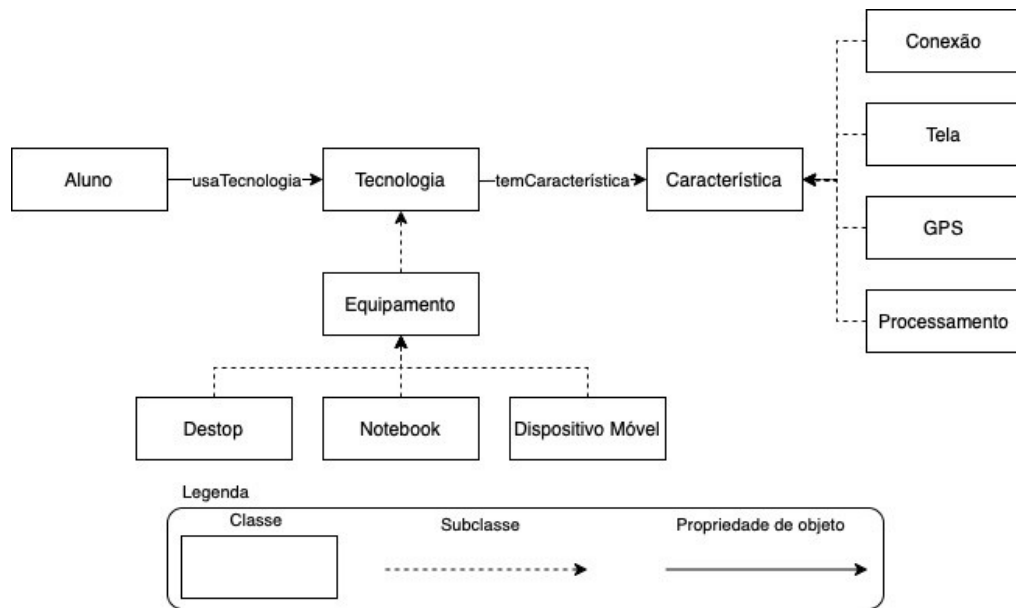 Conexão
Tela
Aluno
usaTecnologia
Tecnologia
temCaracterística
Característica
GPS
Equipamento
Processamento
Destop
Notebook
Dispositivo Móvel
Legenda
Classe
Subclasse
Propriedade de objeto